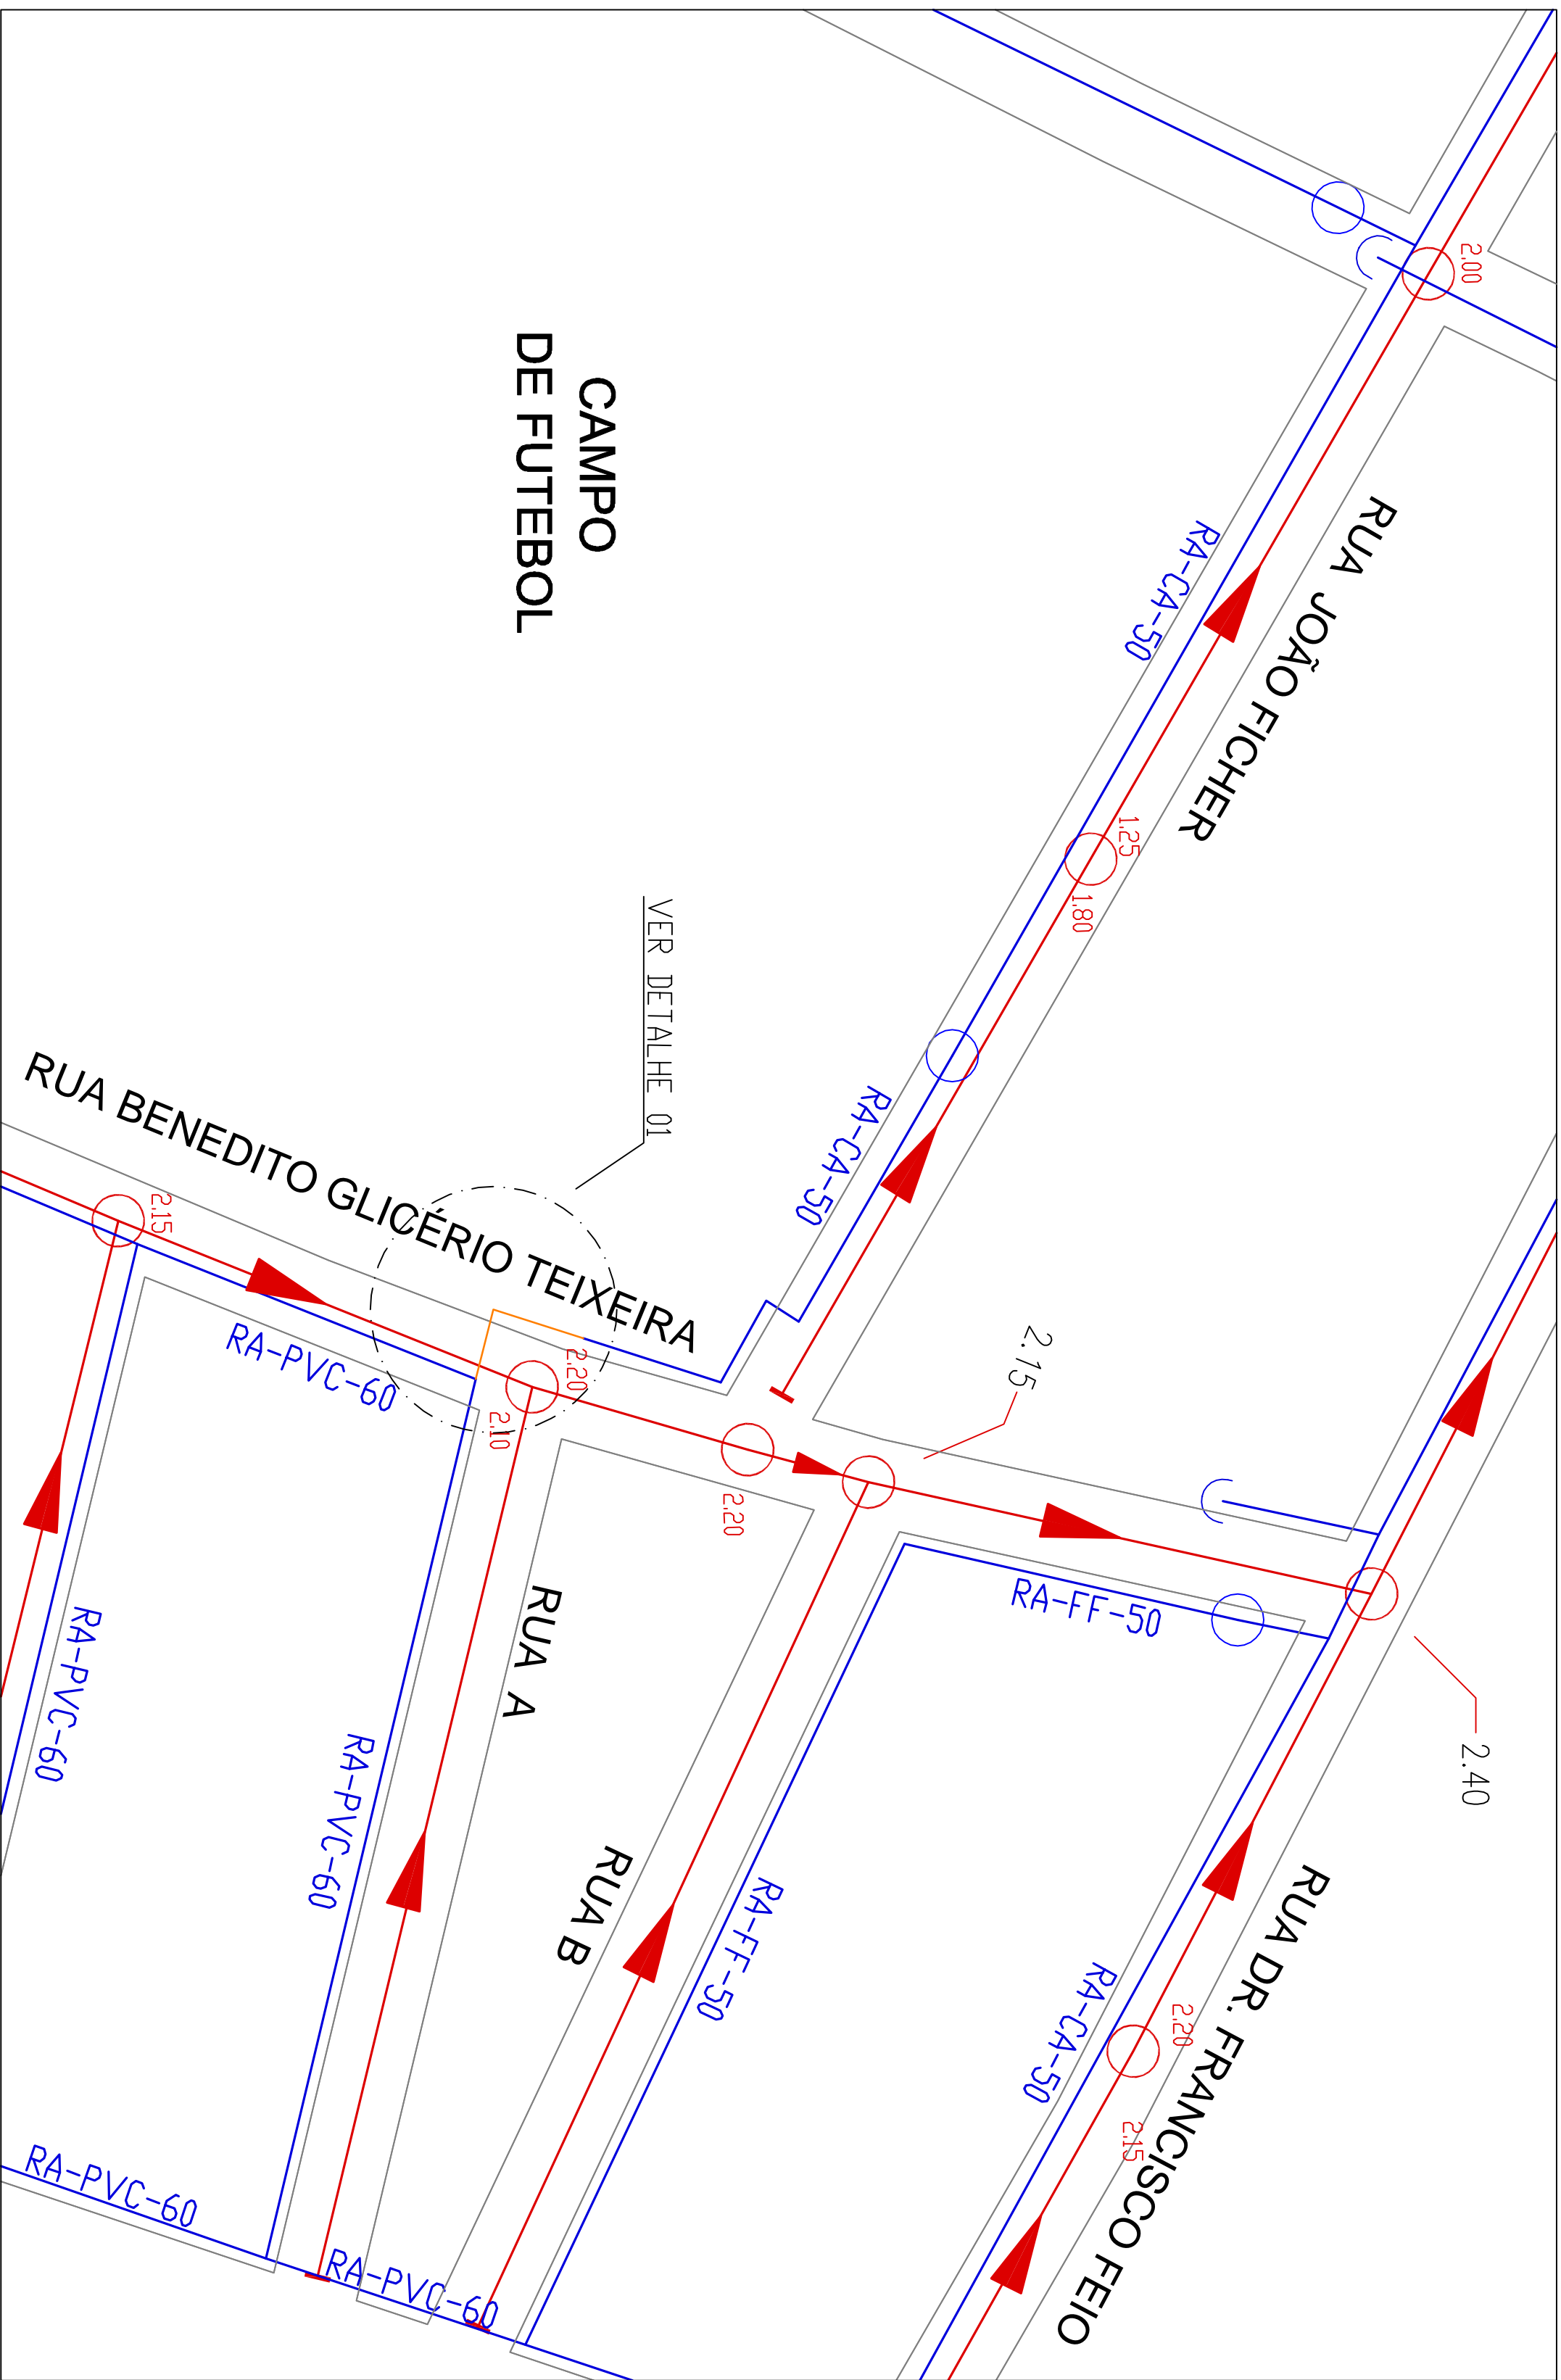 2,00
RUA JOÃO FICHER
RA-CA-50
CAMPO
DE FUTEBOL
1,25
1,80
VER DETALHE 01
RA-CA-50
RUA BENEDITO GLICÉRIO TEIXEIRA
2,15
RA-PVC-60
2,20
2,10
2.15
2,20
RA-FF-50
2.40
RUA A
RA-PVC-60
RA-PVC-60
RUA B
RA-FF-50
RUA DR. FRANCISCO FEIO
RA-CA-50
2,20
2,15
RA-PVC-60
RA-PVC-60